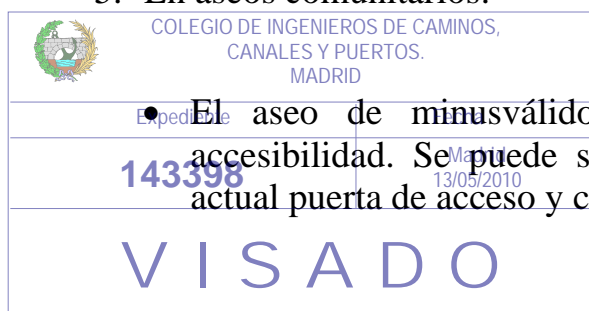 3. En aseos comunitarios:
COLEGIO DE INGENIEROS DE CAMINOS,
CANALES Y PUERTOS.
MADRID
Expediente Fecha
• El aseo de minusválido
143398 Madrid
accesibilidad. Se puede s
13/05/2010
actual puerta de acceso y c
VISADO